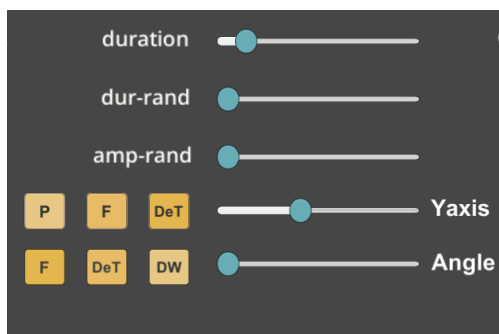 duration
dur-rand
amp-rand
P F DeT Yaxis
F DeT DW Angle